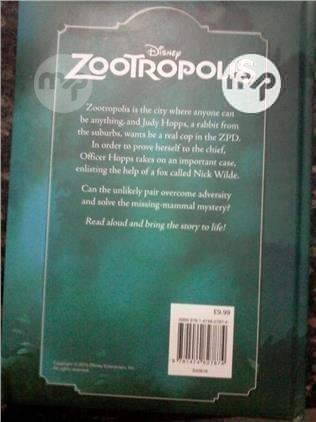 Disney
ZOOTROPOLIS
Zootropolis is the city where anyone can
be anything, and Judy Hopps, a rabbit from
the suburbs, wants be a real cop in the ZPD.
In order to prove herself to the chief,
Officer Hopps takes on an important case,
enlisting the help of a fox called Nick Wilde.
Can the unlikely pair overcome adversity
and solve the missing-mammal mystery?
Read aloud and bring the story to life!
£9.99